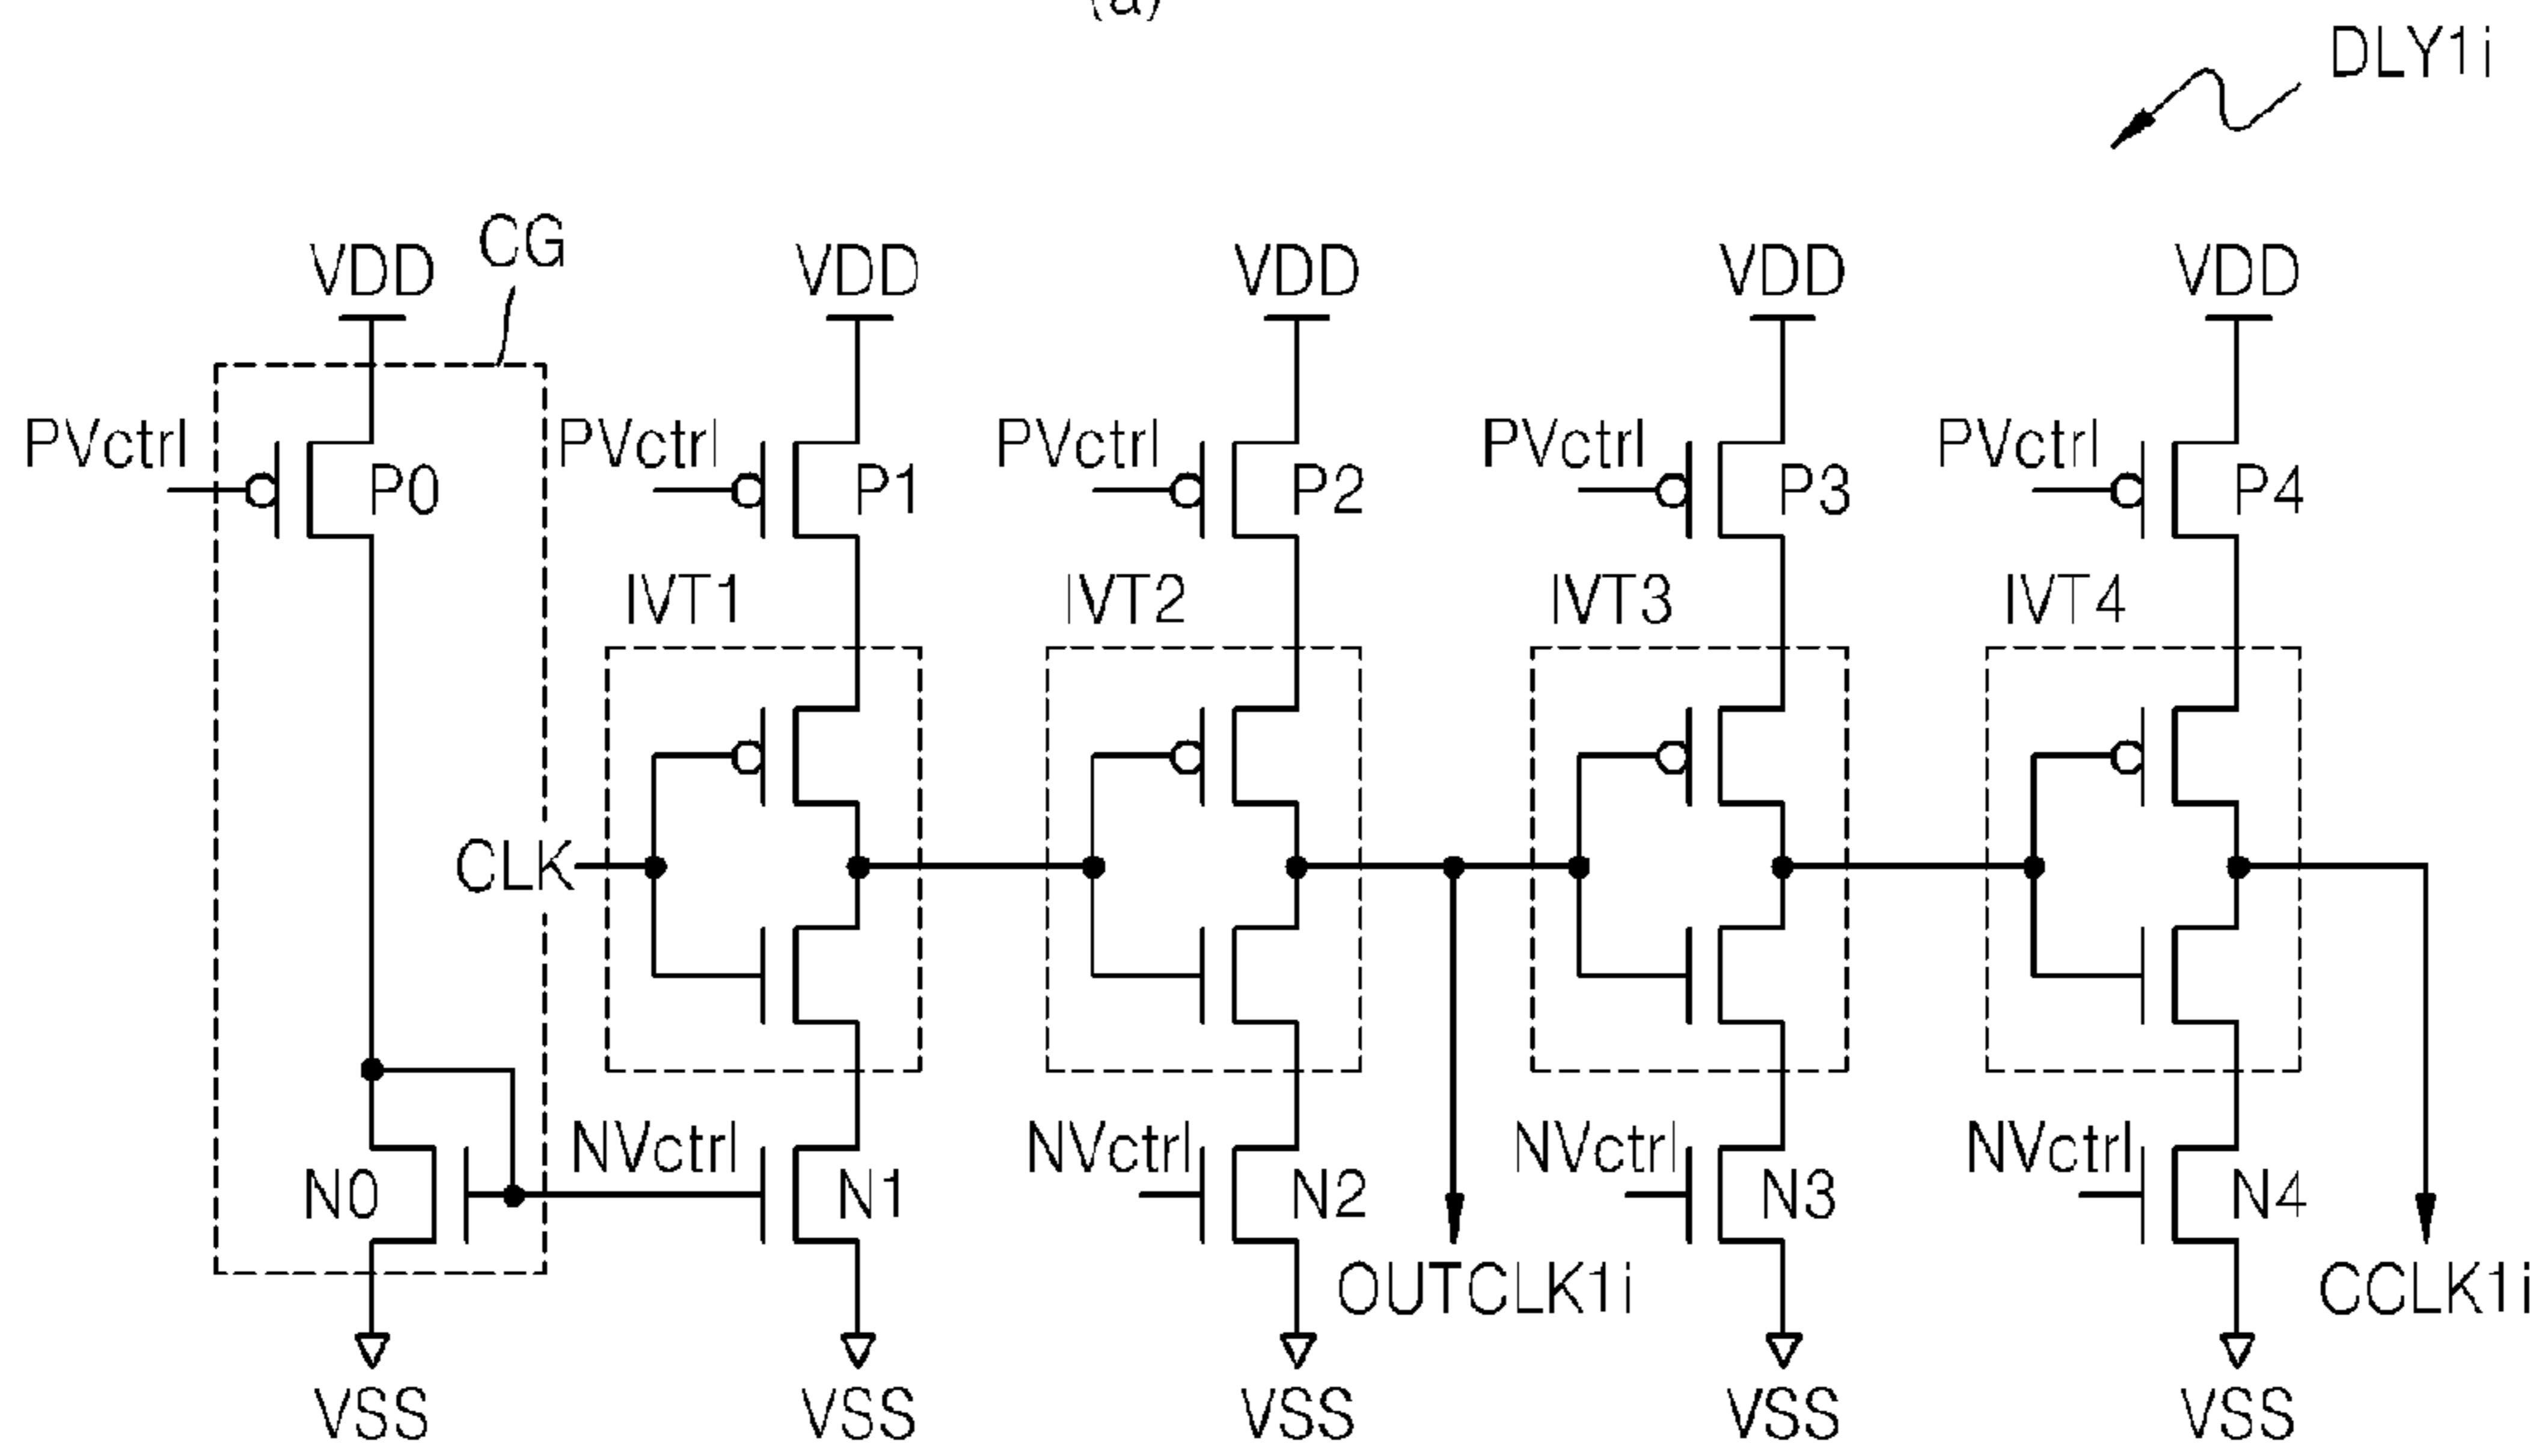 (a)
DLY1i
CG
VDD VDD VDD VDD VDD
PVctrl PVctrl PVctrl PVctrl PVctrl
P0 P1 P2 P3 P4
IVT1 IVT2 IVT3 IVT4
CLK
NVctrl NVctrl NVctrl NVctrl
N0 N1 N2 N3 N4
OUTCLK1i CCLK1i
VSS VSS VSS VSS VSS